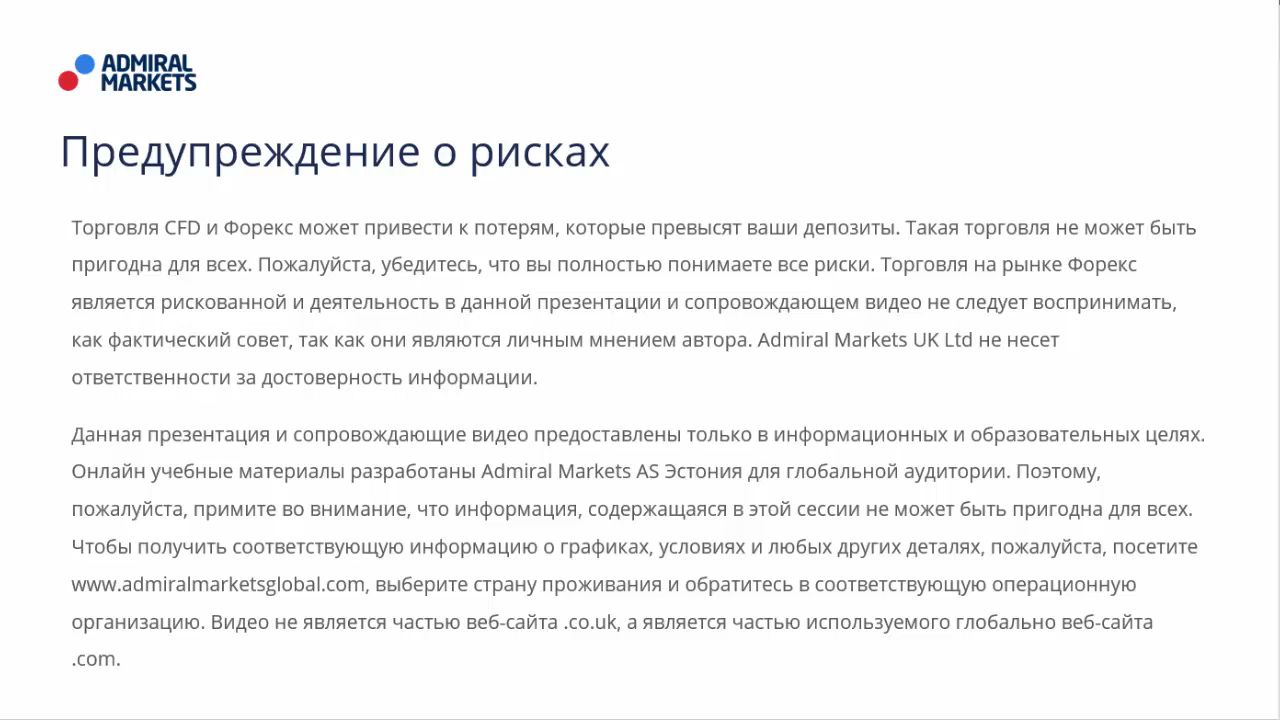 ADMIRAL
MARKETS
Предупреждение о рисках
Торговля CFD и Форекс может привести к потерям, которые превысят ваши депозиты. Такая торговля не может быть
пригодна для всех. Пожалуйста, убедитесь, что вы полностью понимаете все риски. Торговля на рынке Форекс
является рискованной и деятельность в данной презентации и сопровождающем видео не следует воспринимать,
как фактический совет, так как они являются личным мнением автора. Admiral Markets UK Ltd не несет
ответственности за достоверность информации.
Данная презентация и сопровождающие видео предоставлены только в информационных и образовательных целях.
Онлайн учебные материалы разработаны Admiral Markets AS Эстония для глобальной аудитории. Поэтому,
пожалуйста, примите во внимание, что информация, содержащаяся в этой сессии не может быть пригодна для всех.
Чтобы получить соответствующую информацию о графиках, условиях и любых других деталях, пожалуйста, посетите
www.admiralmarketsglobal.com, выберите страну проживания и обратитесь в соответствующую операционную
организацию. Видео не является частью веб-сайта .co.uk, а является частью используемого глобально веб-сайта
.com.